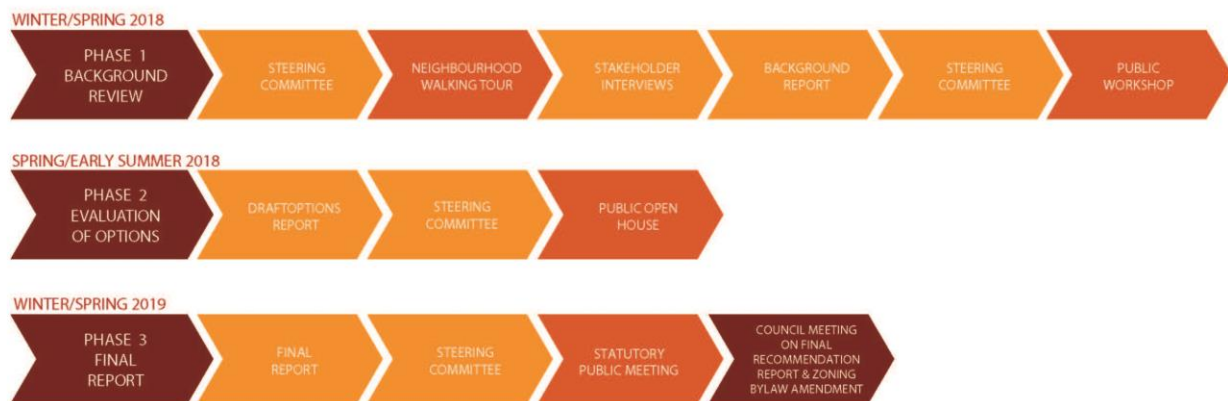 WINTER/SPRING 2018
PHASE 1
BACKGROUND
REVIEW
STEERING
COMMITTEE
NEIGHBOURHOOD
WALKING TOUR
STAKEHOLDER
INTERVIEWS
BACKGROUND
REPORT
STEERING
COMMITTEE
PUBLIC
WORKSHOP
SPRING/EARLY SUMMER 2018
PHASE 2
EVALUATION
OF OPTIONS
DRAFTOPTIONS
REPORT
STEERING
COMMITTEE
PUBLIC OPEN
HOUSE
WINTER/SPRING 2019
PHASE 3
FINAL
REPORT
FINAL
REPORT
STEERING
COMMITTEE
STATUTORY
PUBLIC MEETING
COUNCIL MEETING
ON FINAL
RECOMMENDATION
REPORT & ZONING
BYLAW AMENDMENT